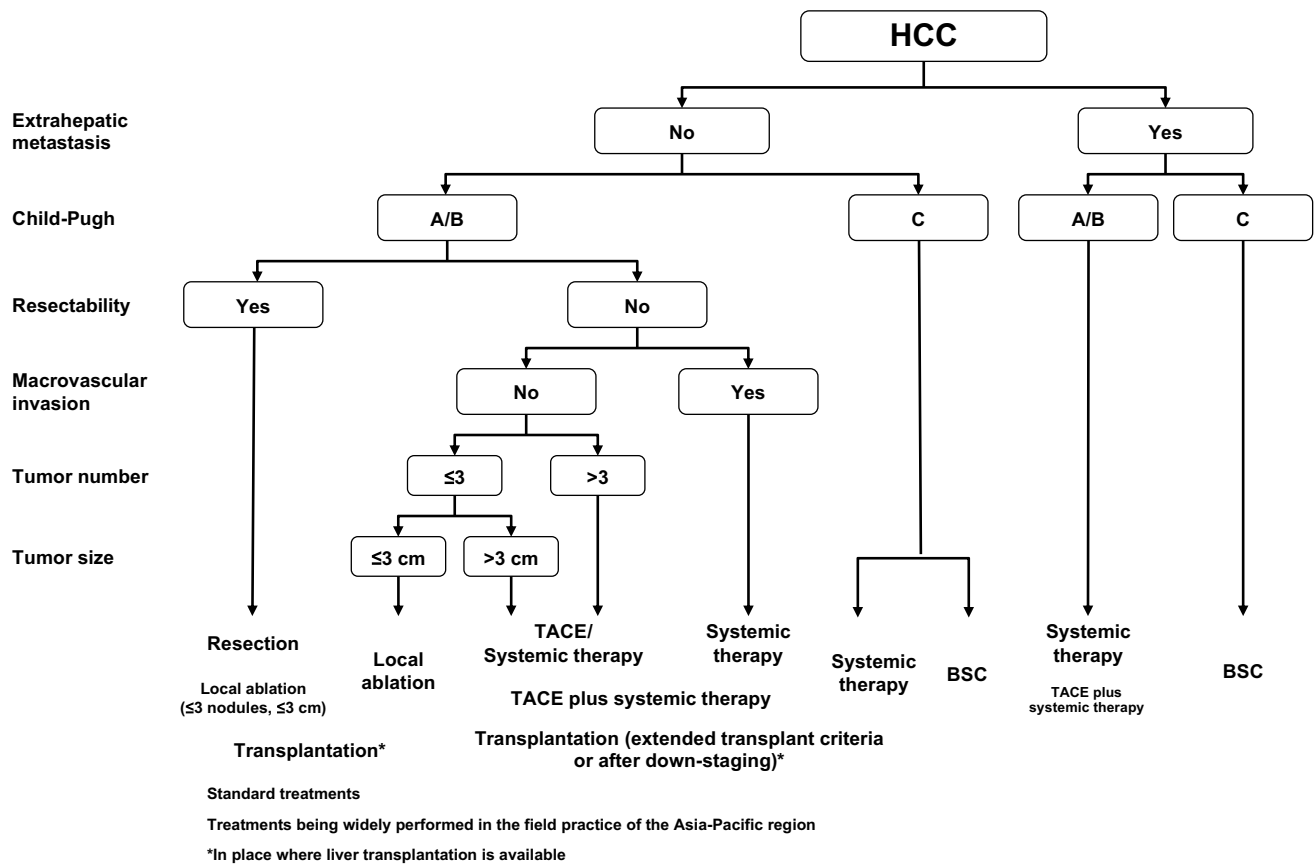 HCC
Extrahepatic
metastasis
No
Yes
Child-Pugh
A/B
C
A/B
C
Resectability
Yes
No
Macrovascular
invasion
No
Yes
Tumor number
≤3
>3
Tumor size
≤3 cm
>3 cm
Resection
Local ablation
(≤3 nodules, ≤3 cm)
Local
ablation
TACE/
Systemic therapy
Systemic
therapy
Systemic
therapy
BSC
Systemic
therapy
TACE plus
systemic therapy
BSC
TACE plus systemic therapy
Transplantation*
Transplantation (extended transplant criteria
or after down-staging)*
Standard treatments
Treatments being widely performed in the field practice of the Asia-Pacific region
*In place where liver transplantation is available